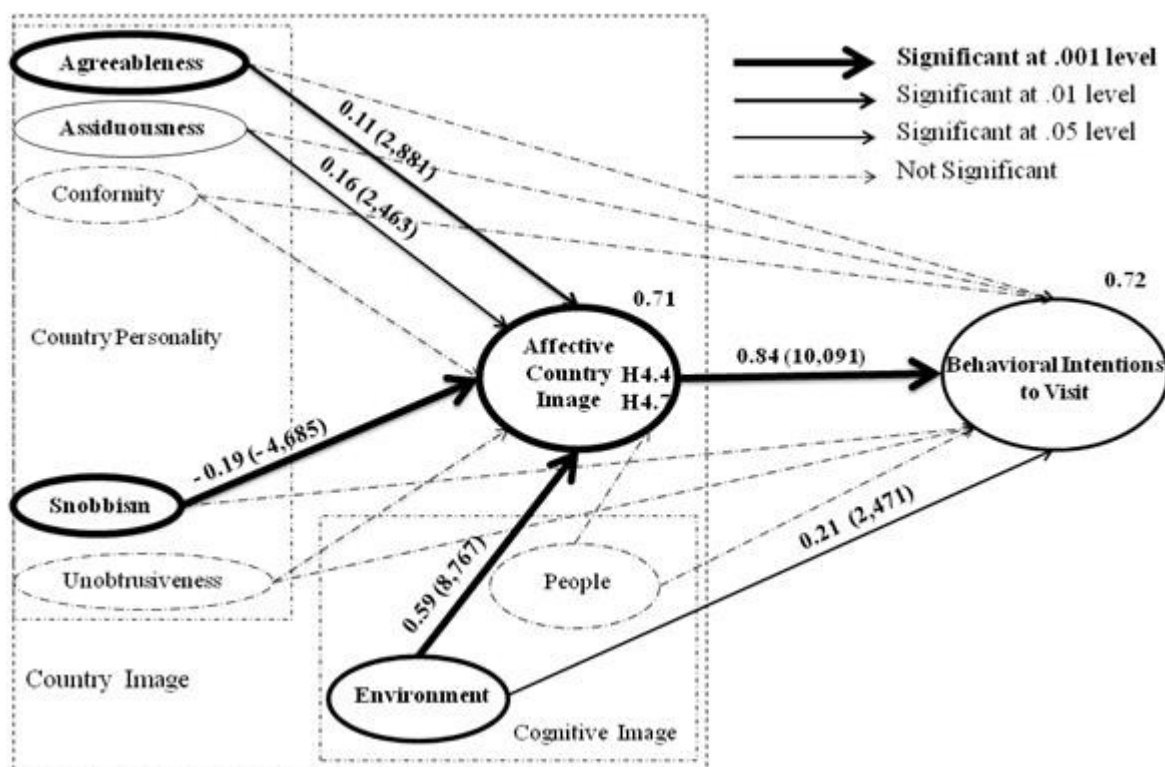 Agreeableness
Assiduousness
Conformity
Country Personality
Snobbism
Unobtrusiveness
Country Image
0.11 (2,881)
0.16 (2,463)
- 0.19 (- 4,685)
0.59 (8,767)
0.71
Affective
Country
Image
H4.4
H4.7
People
Environment
Cognitive Image
0.84 (10,091)
0.21 (2,471)
0.72
Behavioral Intentions
to Visit
Significant at .001 level
Significant at .01 level
Significant at .05 level
Not Significant